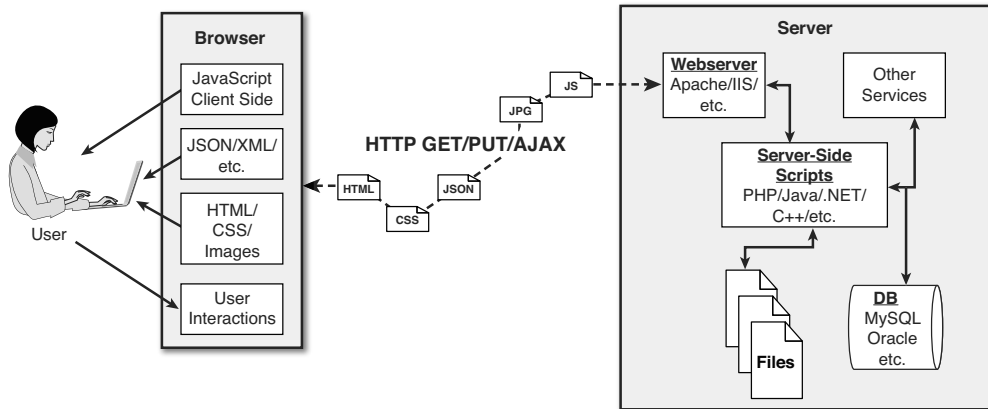 Browser
JavaScript
Client Side
JSON/XML/
etc.
HTML/
CSS/
Images
User
Interactions
User
HTTP GET/PUT/AJAX
HTML
CSS
JSON
JPG
JS
Server
Webserver
Apache/IIS/
etc.
Other
Services
Server-Side
Scripts
PHP/Java/.NET/
C++/etc.
Files
DB
MySQL
Oracle
etc.